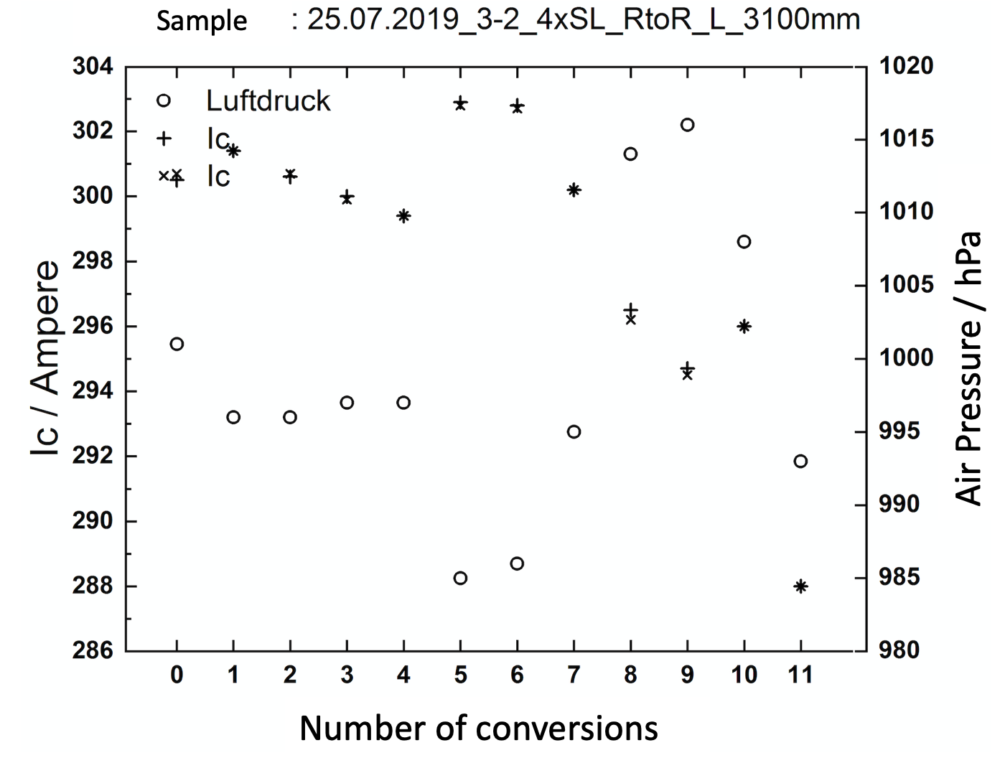 Sample : 25.07.2019_3-2_4xSL_RtoR_L_3100mm
304
302
300
298
296
294
292
290
288
286
Ic / Ampere
Luftdruck
Ic
Ic
1020
1015
1010
1005
1000
995
990
985
980
Air Pressure / hPa
0 1 2 3 4 5 6 7 8 9 10 11
Number of conversions